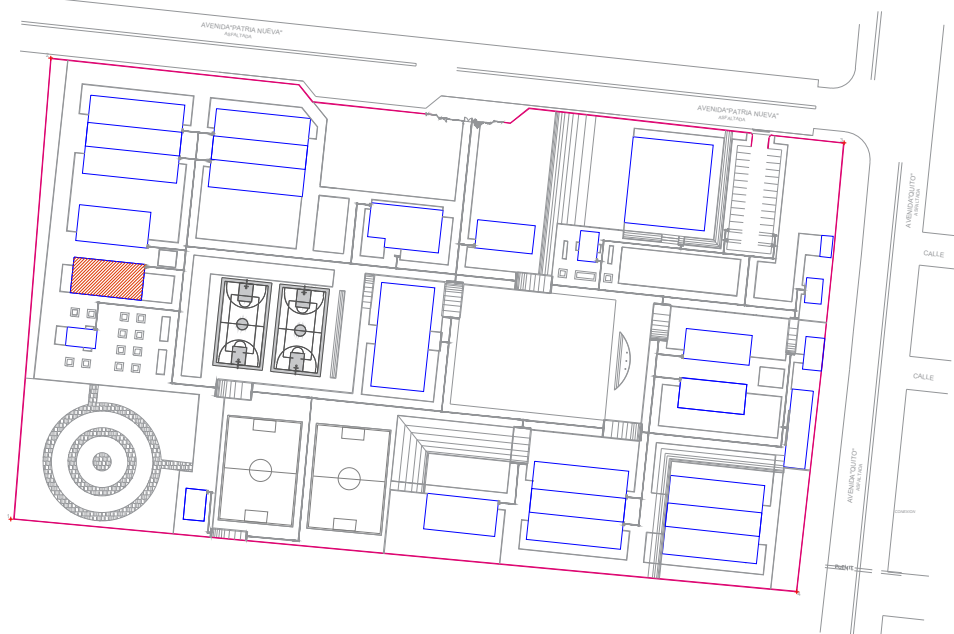 AVENIDA"PATRIA NUEVA"
ASFALTADA
AVENIDA"PATRIA NUEVA"
ASFALTADA
AVENIDA"QUITO"
ASFALTADA
CALLE
CALLE
AVENIDA"QUITO"
ASFALTADA
PUENTE